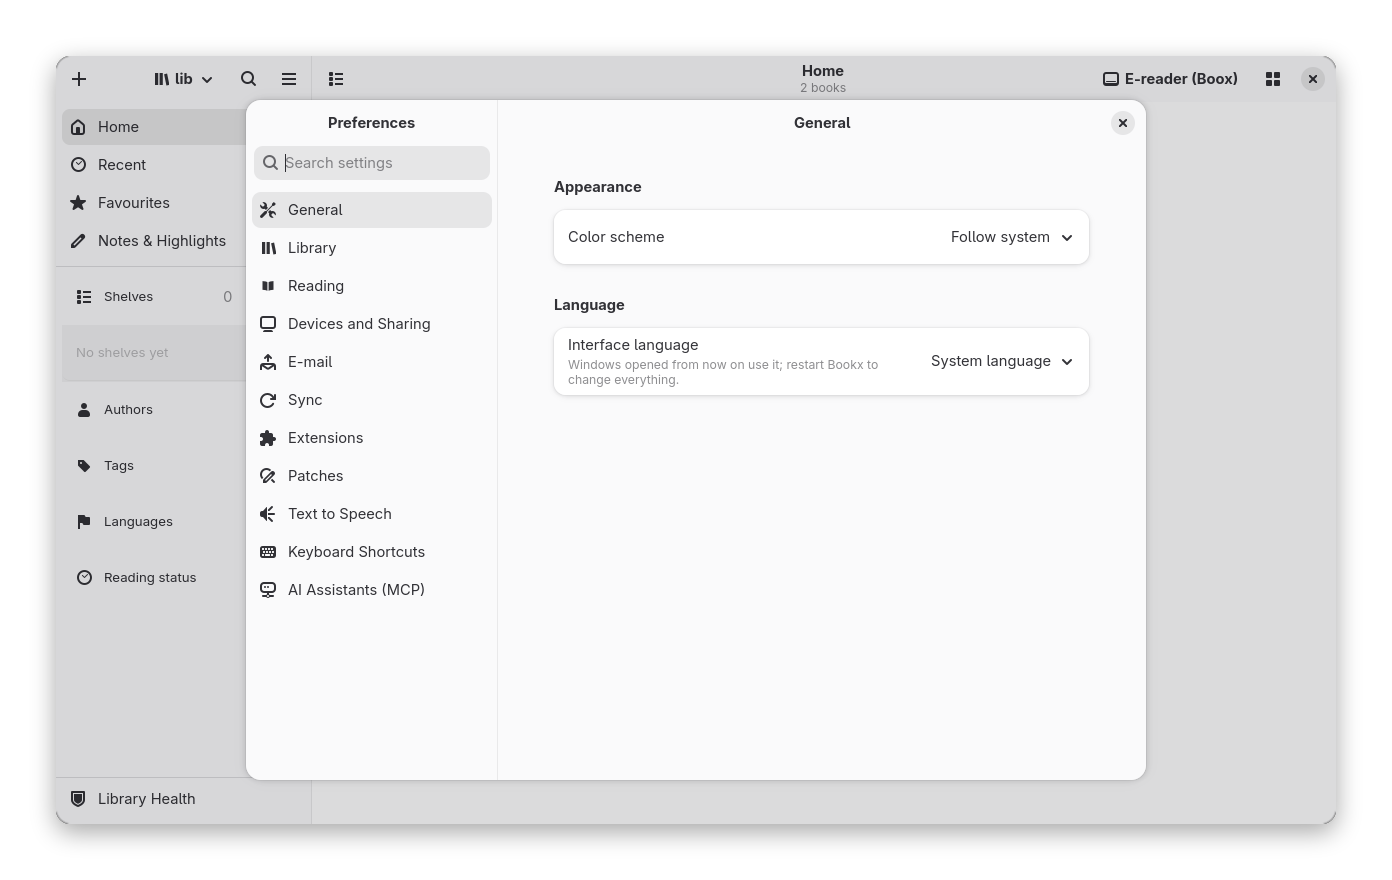 lib
Home
2 books
E-reader (Boox)
Home
Recent
Favourites
Notes & Highlights
Shelves 0
No shelves yet
Authors
Tags
Languages
Reading status
Library Health
Preferences
Search settings
General
Library
Reading
Devices and Sharing
E-mail
Sync
Extensions
Patches
Text to Speech
Keyboard Shortcuts
AI Assistants (MCP)
General
Appearance
Color scheme Follow system
Language
Interface language
Windows opened from now on use it; restart Bookx to
change everything.
System language